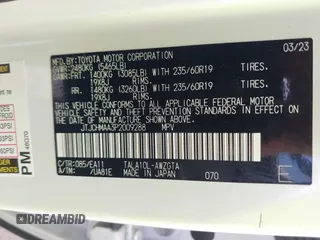 MFD. BY: TOYOTA MOTOR CORPORATION 03/23
GVWR: 2480KG (5465LB)
GAWR: FRT. 1400KG (3085LB) WITH 235/60R19 TIRES,
19X8J
RR. 1480KG (3260LB) WITH 235/60R19 TIRES,
19X8J
THIS VEHICLE CONFORMS TO ALL APPLICABLE FEDERAL MOTOR
VEHICLE SAFETY AND THEFT PREVENTION STANDARDS
IN EFFECT ON THE DATE OF MANUFACTURE SHOWN ABOVE.
JTJCHMAA3P2009288 MPV
C/TR:085/EA11 TALA10L-AWZGTA
A/TM: -/UA81E MADE IN JAPAN 070 E
PM
48Q70
DREAMBID